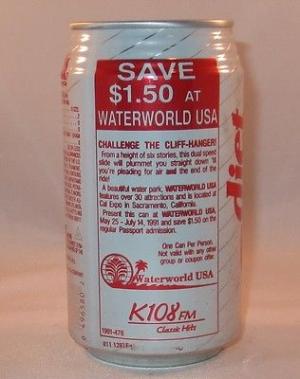 SAVE
$1.50 AT
WATERWORLD USA
CHALLENGE THE CLIFF-HANGER!
From a height of six stories, this dual speed
slide will plummet you straight down 'til
you're pleading for air and the end of the
ride!
A beautiful water park, WATERWORLD USA
features over 30 attractions and is located at
Cal Expo in Sacramento, California.
Present this can at WATERWORLD USA,
May 25 - July 14, 1991 and save $1.50 on the
regular Passport admission.
One Can Per Person.
Not valid with any other
group or coupon offer.
Waterworld USA
K108 FM
Classic Hits
1991-476
diet